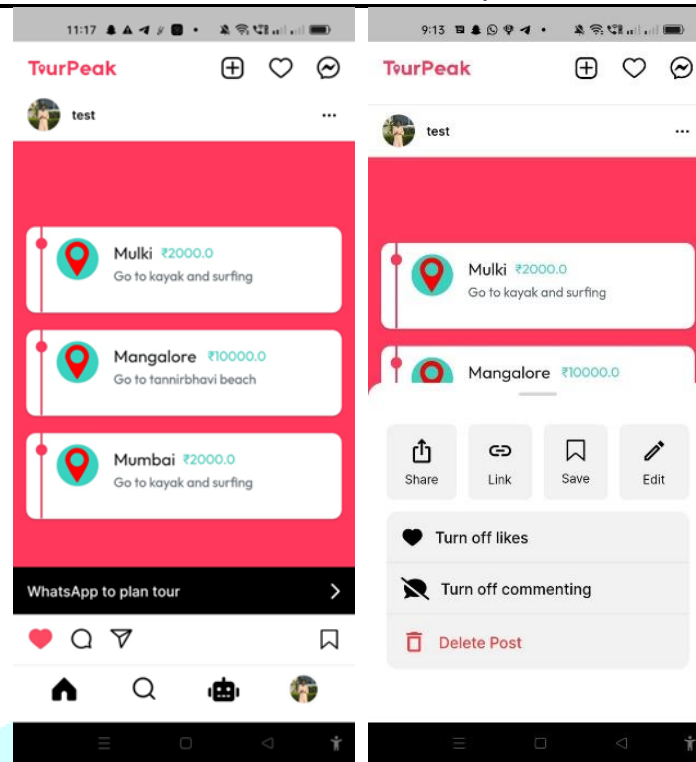 11:17
TourPeak
test
Mulki ₹2000.0
Go to kayak and surfing
Mangalore ₹10000.0
Go to tannirbhavi beach
Mumbai ₹2000.0
Go to kayak and surfing
WhatsApp to plan tour
9:13
TourPeak
test
Mulki ₹2000.0
Go to kayak and surfing
Mangalore ₹10000.0
Share Link Save Edit
Turn off likes
Turn off commenting
Delete Post